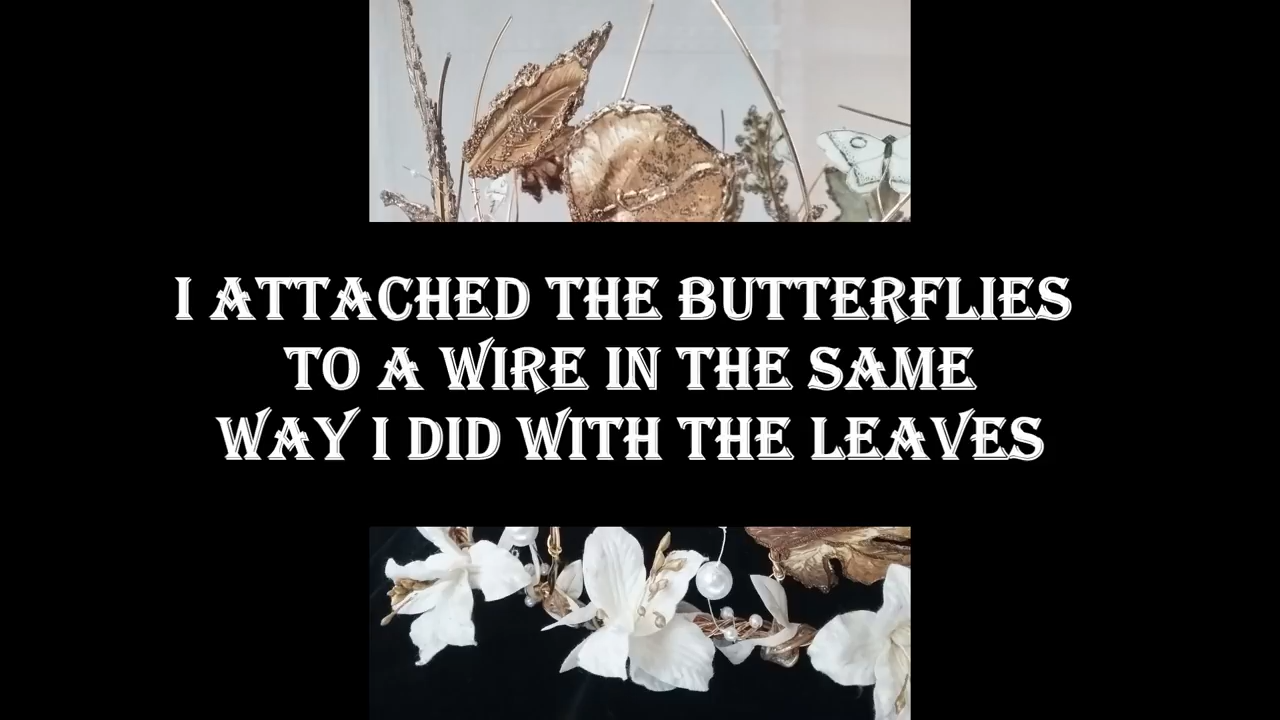 I ATTACHED THE BUTTERFLIES
TO A WIRE IN THE SAME
WAY I DID WITH THE LEAVES